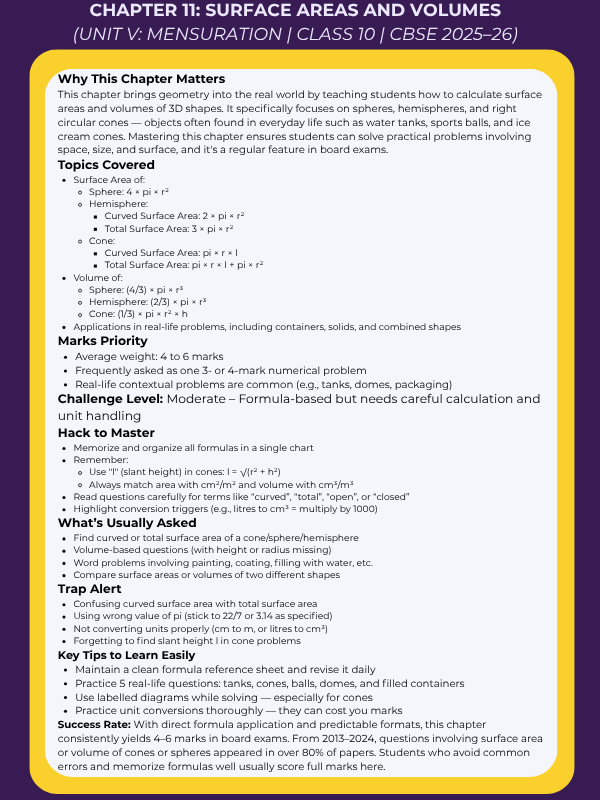 CHAPTER 11: SURFACE AREAS AND VOLUMES
(UNIT V: MENSURATION | CLASS 10 | CBSE 2025–26)
Why This Chapter Matters
This chapter brings geometry into the real world by teaching students how to calculate surface
areas and volumes of 3D shapes. It specifically focuses on spheres, hemispheres, and right
circular cones — objects often found in everyday life such as water tanks, sports balls, and ice
cream cones. Mastering this chapter ensures students can solve practical problems involving
space, size, and surface, and it's a regular feature in board exams.
Topics Covered
• Surface Area of:
◦ Sphere: 4 × pi × r²
◦ Hemisphere:
▪ Curved Surface Area: 2 × pi × r²
▪ Total Surface Area: 3 × pi × r²
◦ Cone:
▪ Curved Surface Area: pi × r × l
▪ Total Surface Area: pi × r × l + pi × r²
• Volume of:
◦ Sphere: (4/3) × pi × r³
◦ Hemisphere: (2/3) × pi × r³
◦ Cone: (1/3) × pi × r² × h
• Applications in real-life problems, including containers, solids, and combined shapes
Marks Priority
• Average weight: 4 to 6 marks
• Frequently asked as one 3- or 4-mark numerical problem
• Real-life contextual problems are common (e.g., tanks, domes, packaging)
Challenge Level: Moderate – Formula-based but needs careful calculation and
unit handling
Hack to Master
• Memorize and organize all formulas in a single chart
• Remember:
◦ Use "l" (slant height) in cones: l = √(r² + h²)
◦ Always match area with cm²/m² and volume with cm³/m³
• Read questions carefully for terms like “curved”, “total”, “open”, or “closed”
• Highlight conversion triggers (e.g., litres to cm³ = multiply by 1000)
What’s Usually Asked
• Find curved or total surface area of a cone/sphere/hemisphere
• Volume-based questions (with height or radius missing)
• Word problems involving painting, coating, filling with water, etc.
• Compare surface areas or volumes of two different shapes
Trap Alert
• Confusing curved surface area with total surface area
• Using wrong value of pi (stick to 22/7 or 3.14 as specified)
• Not converting units properly (cm to m, or litres to cm³)
• Forgetting to find slant height l in cone problems
Key Tips to Learn Easily
• Maintain a clean formula reference sheet and revise it daily
• Practice 5 real-life questions: tanks, cones, balls, domes, and filled containers
• Use labelled diagrams while solving — especially for cones
• Practice unit conversions thoroughly — they can cost you marks
Success Rate: With direct formula application and predictable formats, this chapter
consistently yields 4–6 marks in board exams. From 2013–2024, questions involving surface area
or volume of cones or spheres appeared in over 80% of papers. Students who avoid common
errors and memorize formulas well usually score full marks here.